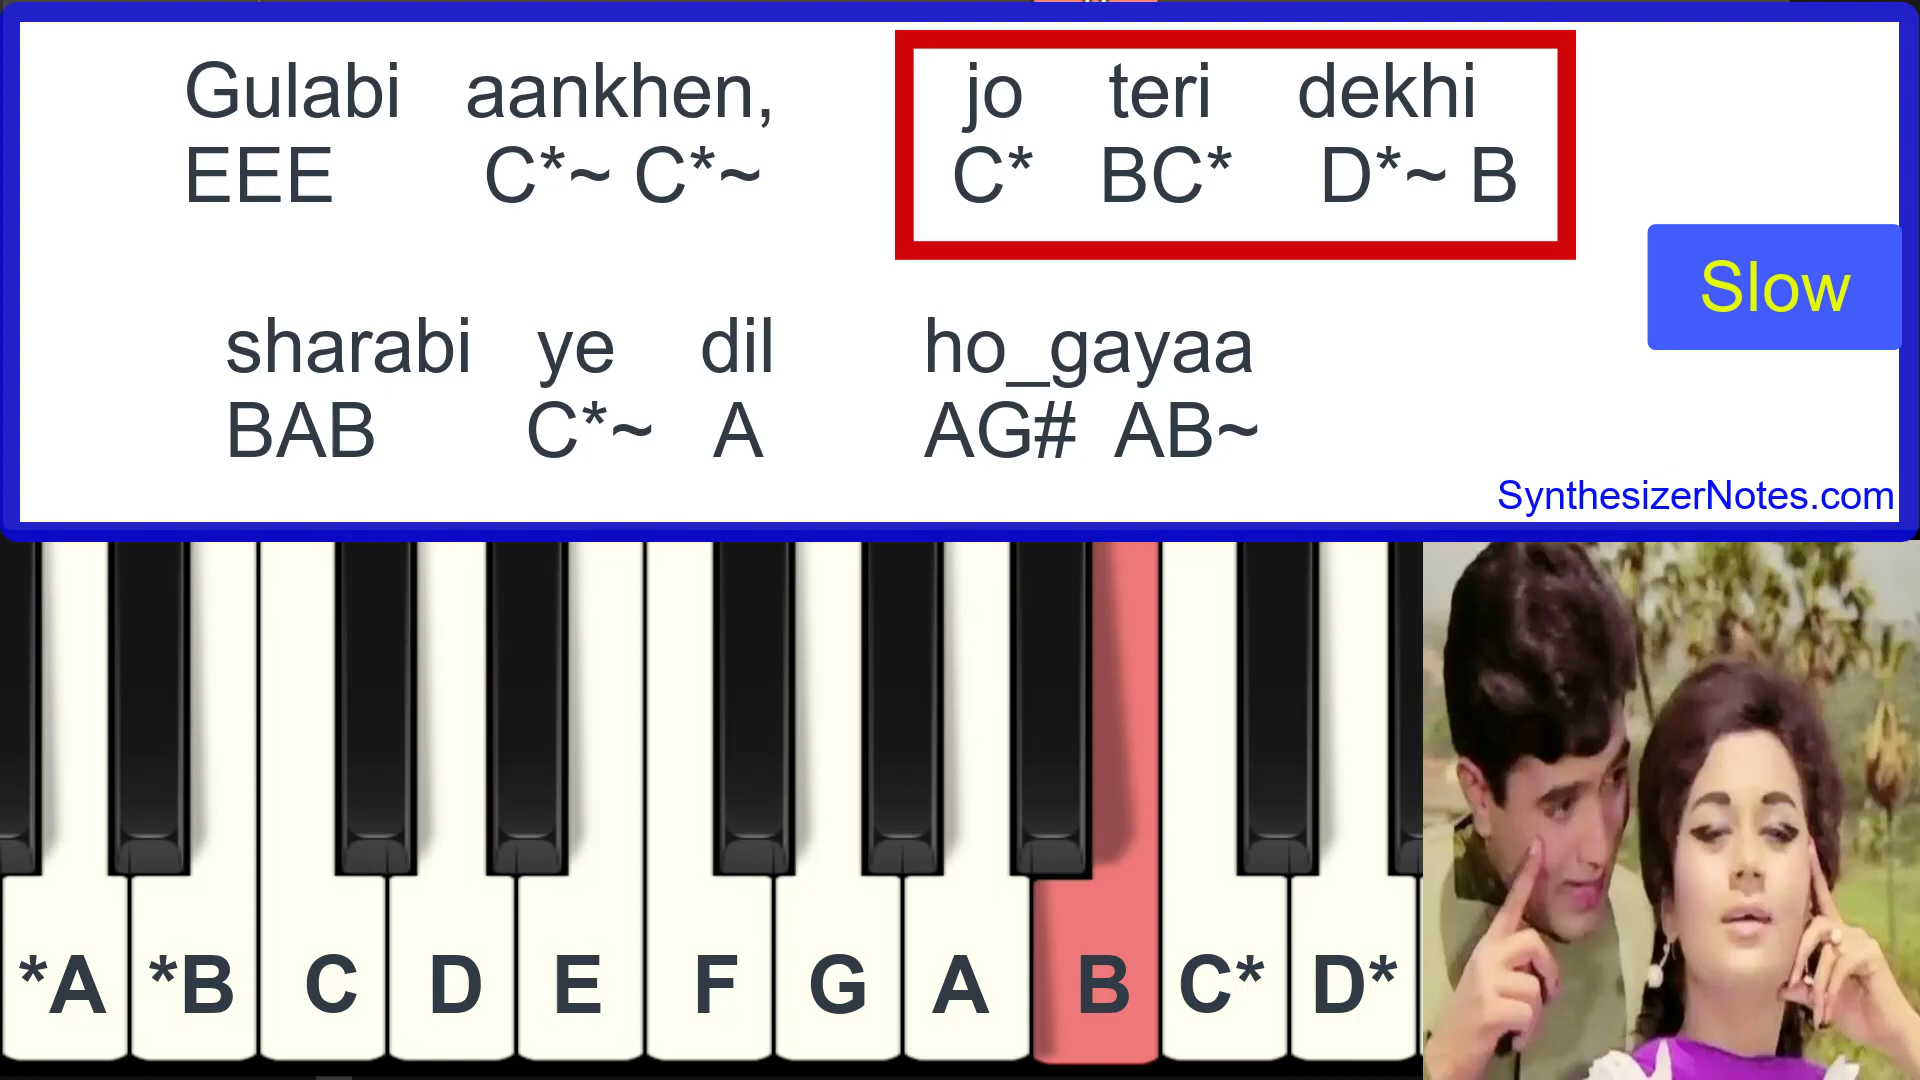 Gulabi aankhen, jo teri dekhi
EEE C*~ C*~ C* BC* D*~ B
Slow
sharabi ye dil ho_gayaa
BAB C*~ A AG# AB~
SynthesizerNotes.com
*A *B C D E F G A B C* D*